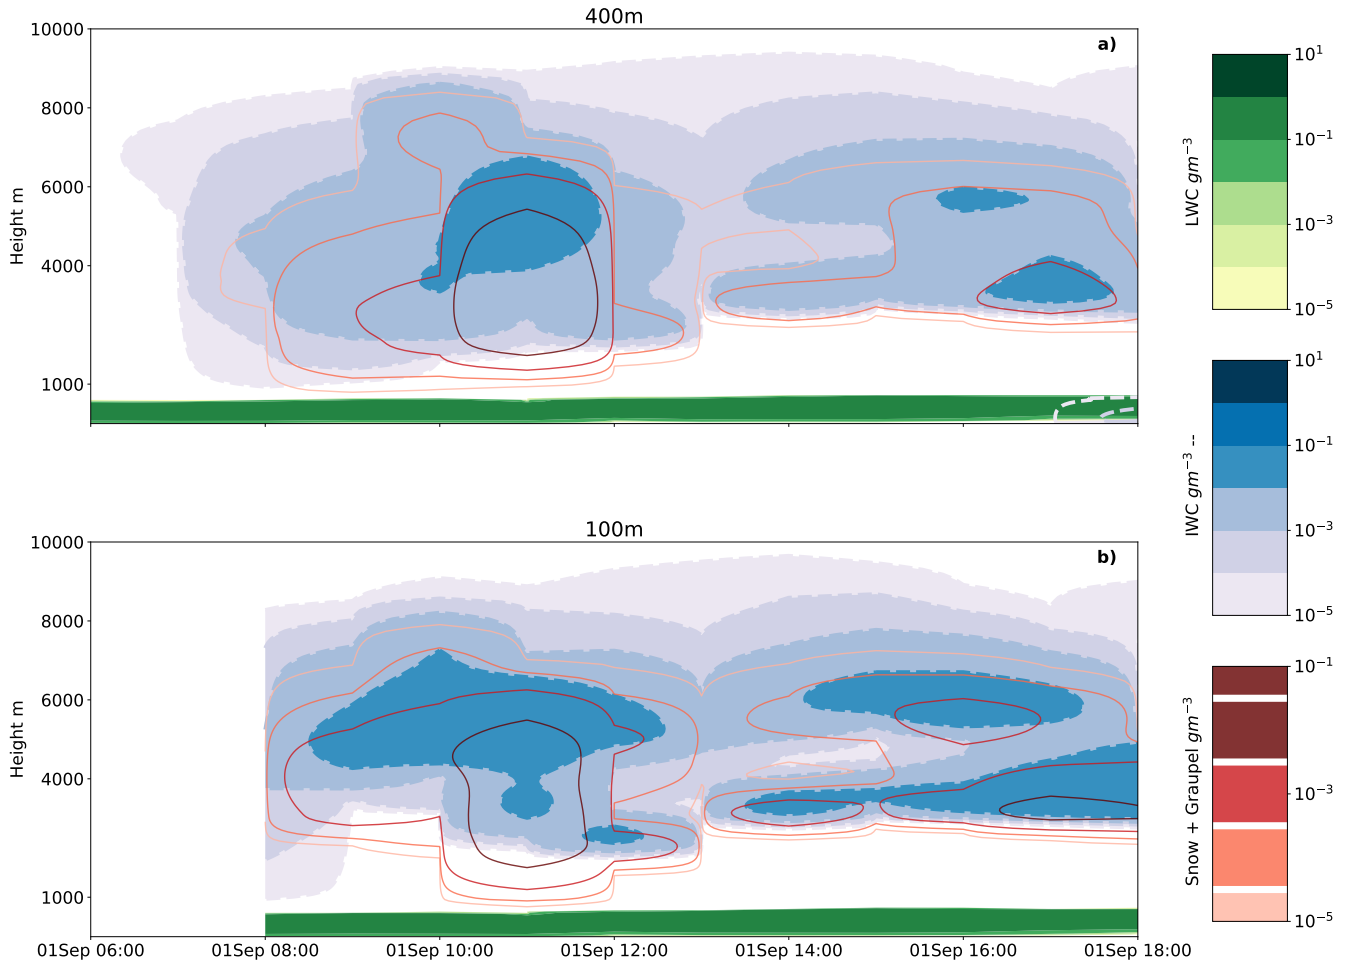 400m
a)
10000
8000
6000
4000
1000
Height m
100m
b)
10000
8000
6000
4000
1000
Height m
01Sep 06:00 01Sep 08:00 01Sep 10:00 01Sep 12:00 01Sep 14:00 01Sep 16:00 01Sep 18:00
LWC gm⁻³
10¹
10⁻¹
10⁻³
10⁻⁵
IWC gm⁻³ --
10¹
10⁻¹
10⁻³
10⁻⁵
Snow + Graupel gm⁻³
10⁻¹
10⁻³
10⁻⁵